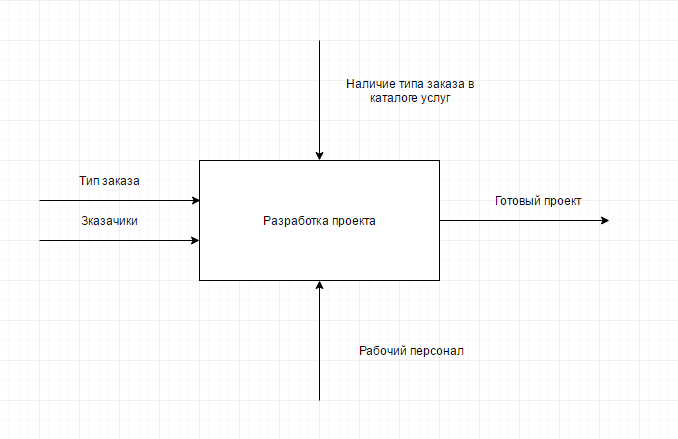 Наличие типа заказа в
каталоге услуг
Тип заказа
Зказачики
Разработка проекта
Готовый проект
Рабочий персонал